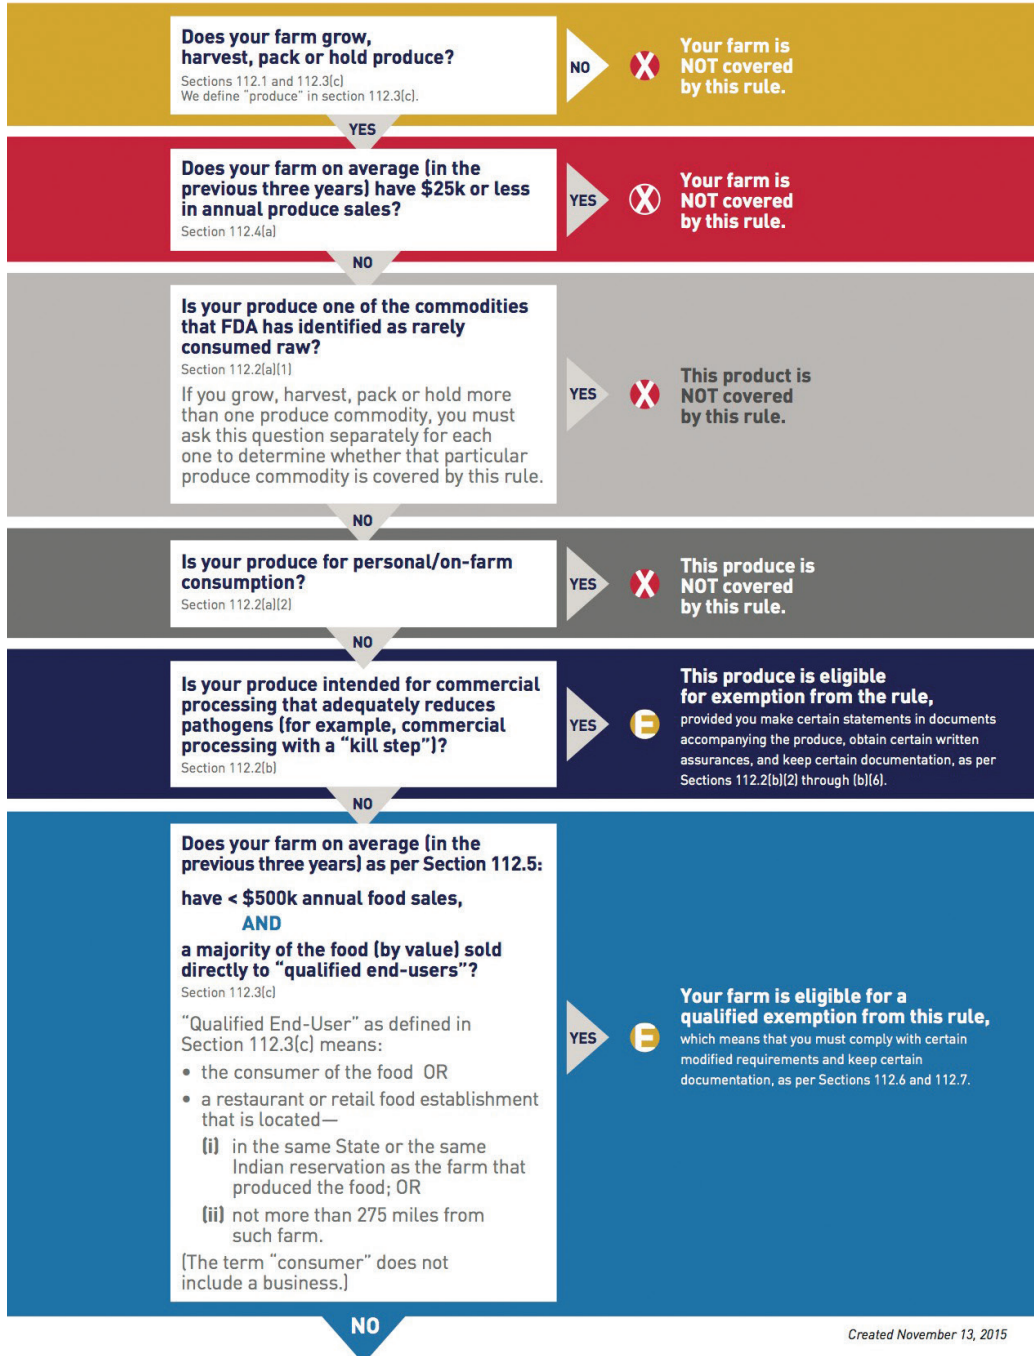 Does your farm grow,
harvest, pack or hold produce?
Sections 112.1 and 112.3(c)
We define “produce” in section 112.3(c).
NO
X
Your farm is
NOT covered
by this rule.
YES
Does your farm on average (in the
previous three years) have $25k or less
in annual produce sales?
Section 112.4(a)
YES
X
Your farm is
NOT covered
by this rule.
NO
Is your produce one of the commodities
that FDA has identified as rarely
consumed raw?
Section 112.2(a)(1)
If you grow, harvest, pack or hold more
than one produce commodity, you must
ask this question separately for each
one to determine whether that particular
produce commodity is covered by this rule.
YES
X
This product is
NOT covered
by this rule.
NO
Is your produce for personal/on-farm
consumption?
Section 112.2(a)(2)
YES
X
This produce is
NOT covered
by this rule.
NO
Is your produce intended for commercial
processing that adequately reduces
pathogens (for example, commercial
processing with a “kill step”)?
Section 112.2(b)
YES
E
This produce is eligible
for exemption from the rule,
provided you make certain statements in documents
accompanying the produce, obtain certain written
assurances, and keep certain documentation, as per
Sections 112.2(b)(2) through (b)(6).
NO
Does your farm on average (in the
previous three years) as per Section 112.5:
have < $500k annual food sales,
AND
a majority of the food (by value) sold
directly to “qualified end-users”?
Section 112.3(c)
“Qualified End-User” as defined in
Section 112.3(c) means:
• the consumer of the food OR
• a restaurant or retail food establishment
that is located—
(i) in the same State or the same
Indian reservation as the farm that
produced the food; OR
(ii) not more than 275 miles from
such farm.
(The term “consumer” does not
include a business.)
YES
E
Your farm is eligible for a
qualified exemption from this rule,
which means that you must comply with certain
modified requirements and keep certain
documentation, as per Sections 112.6 and 112.7.
NO
Created November 13, 2015